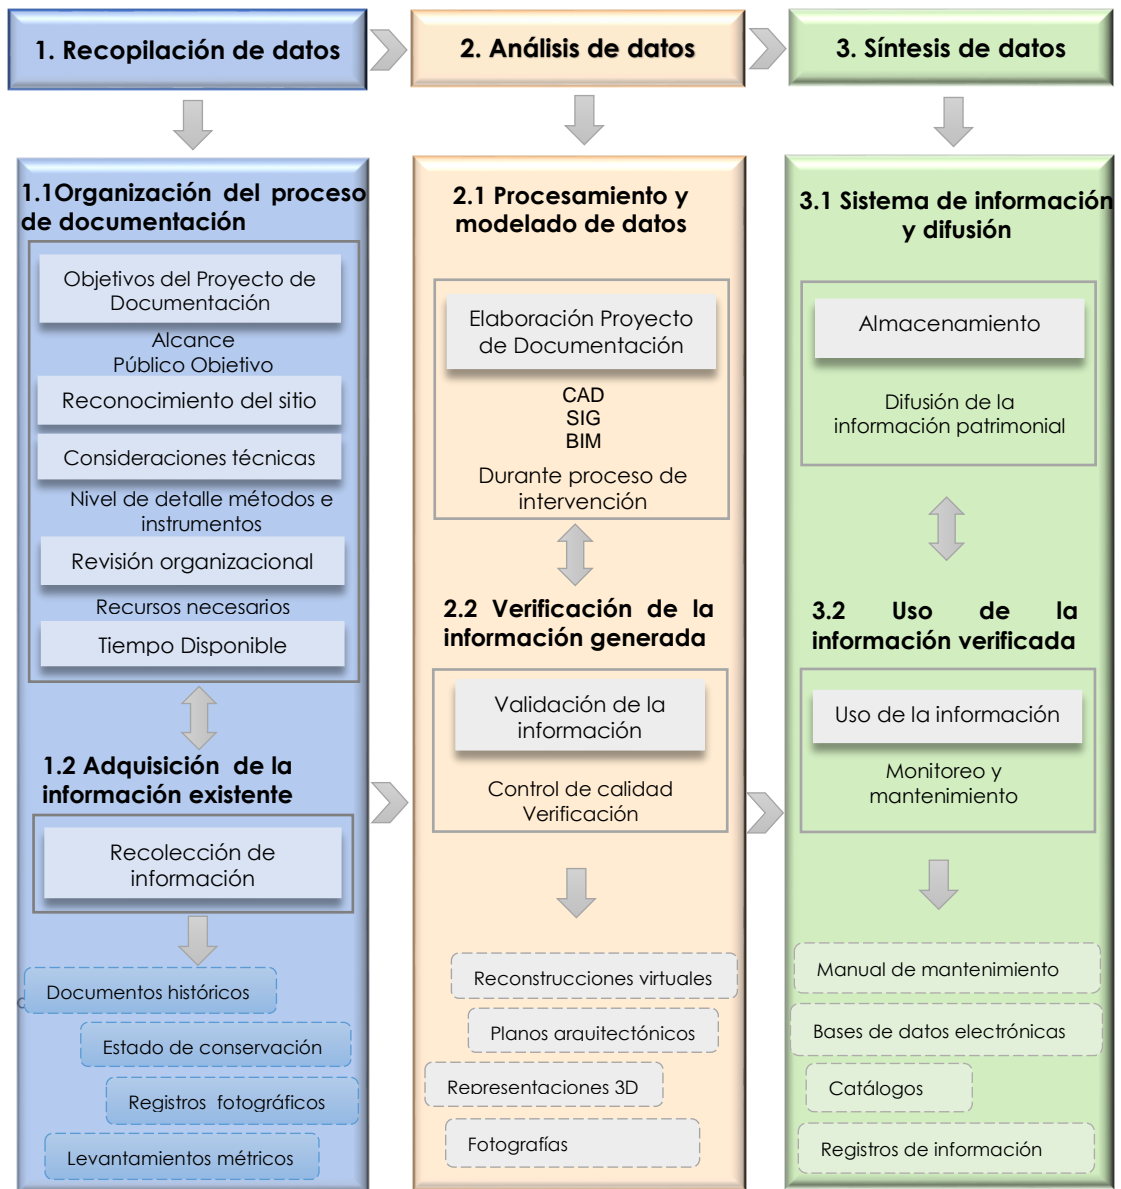 1. Recopilación de datos
2. Análisis de datos
3. Síntesis de datos
1.1Organización del proceso
de documentación
Objetivos del Proyecto de
Documentación
Alcance
Público Objetivo
Reconocimiento del sitio
Consideraciones técnicas
Nivel de detalle métodos e
instrumentos
Revisión organizacional
Recursos necesarios
Tiempo Disponible
1.2 Adquisición de la
información existente
Recolección de
información
Documentos históricos
Estado de conservación
Registros fotográficos
Levantamientos métricos
2.1 Procesamiento y
modelado de datos
Elaboración Proyecto
de Documentación
CAD
SIG
BIM
Durante proceso de
intervención
2.2 Verificación de la
información generada
Validación de la
información
Control de calidad
Verificación
Reconstrucciones virtuales
Planos arquitectónicos
Representaciones 3D
Fotografías
3.1 Sistema de información
y difusión
Almacenamiento
Difusión de la
información patrimonial
3.2 Uso de la
información verificada
Uso de la información
Monitoreo y
mantenimiento
Manual de mantenimiento
Bases de datos electrónicas
Catálogos
Registros de información